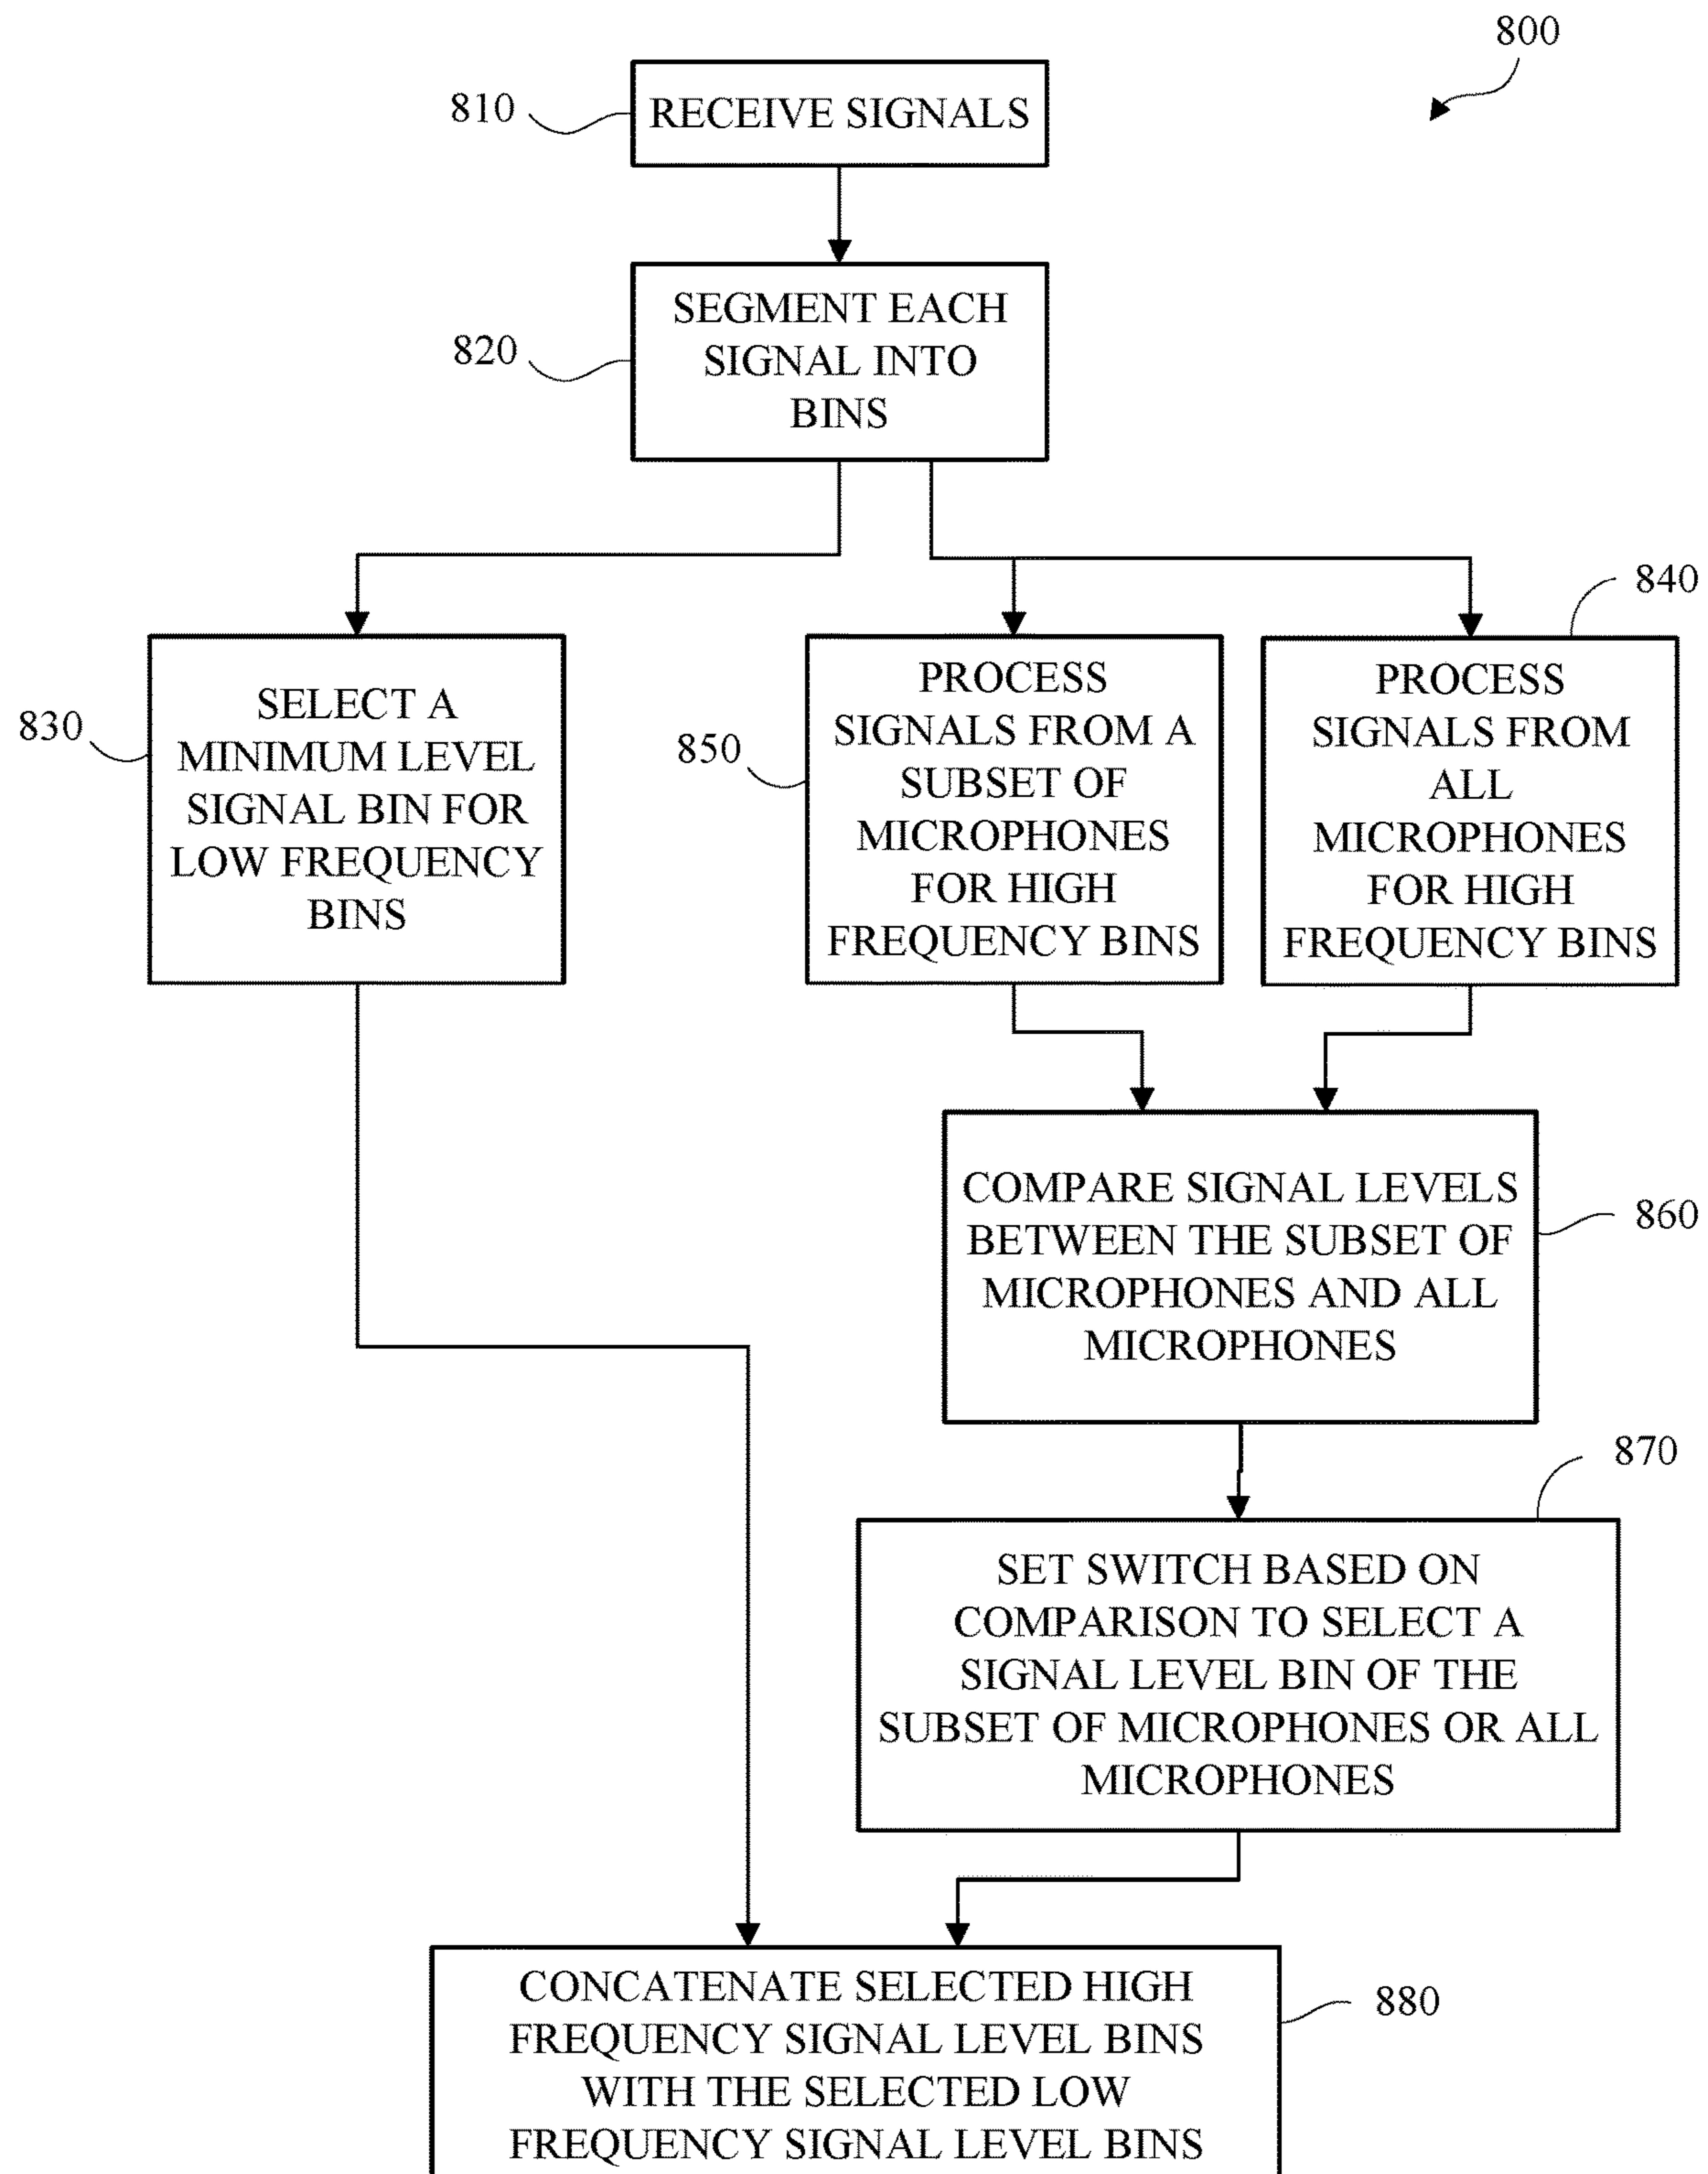 800
810
RECEIVE SIGNALS
820
SEGMENT EACH
SIGNAL INTO
BINS
830
SELECT A
MINIMUM LEVEL
SIGNAL BIN FOR
LOW FREQUENCY
BINS
850
PROCESS
SIGNALS FROM A
SUBSET OF
MICROPHONES
FOR HIGH
FREQUENCY BINS
840
PROCESS
SIGNALS FROM
ALL
MICROPHONES
FOR HIGH
FREQUENCY BINS
860
COMPARE SIGNAL LEVELS
BETWEEN THE SUBSET OF
MICROPHONES AND ALL
MICROPHONES
870
SET SWITCH BASED ON
COMPARISON TO SELECT A
SIGNAL LEVEL BIN OF THE
SUBSET OF MICROPHONES OR ALL
MICROPHONES
880
CONCATENATE SELECTED HIGH
FREQUENCY SIGNAL LEVEL BINS
WITH THE SELECTED LOW
FREQUENCY SIGNAL LEVEL BINS